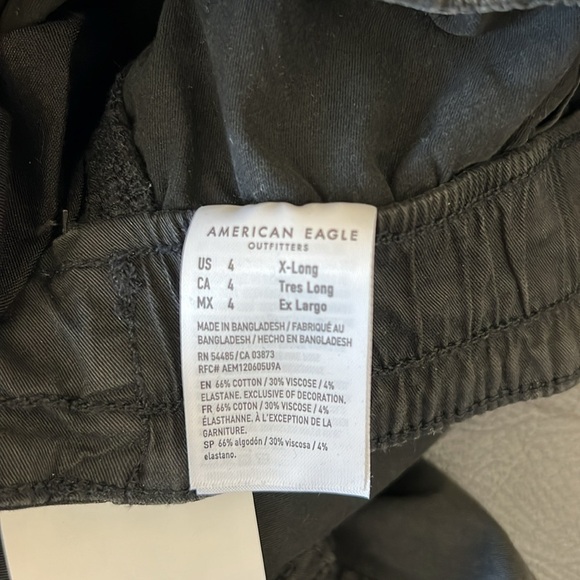 AMERICAN EAGLE
OUTFITTERS
US 4 X-Long
CA 4 Tres Long
MX 4 Ex Largo
MADE IN BANGLADESH / FABRIQUÉ AU
BANGLADESH / HECHO EN BANGLADESH
RN 54485 / CA 03873
RFC# AEM120605U9A
EN 66% COTTON / 30% VISCOSE / 4%
ELASTANE. EXCLUSIVE OF DECORATION.
FR 66% COTON / 30% VISCOSE / 4%
ÉLASTHANNE. À L'EXCEPTION DE LA
GARNITURE.
SP 66% algodón / 30% viscosa / 4%
elastano.